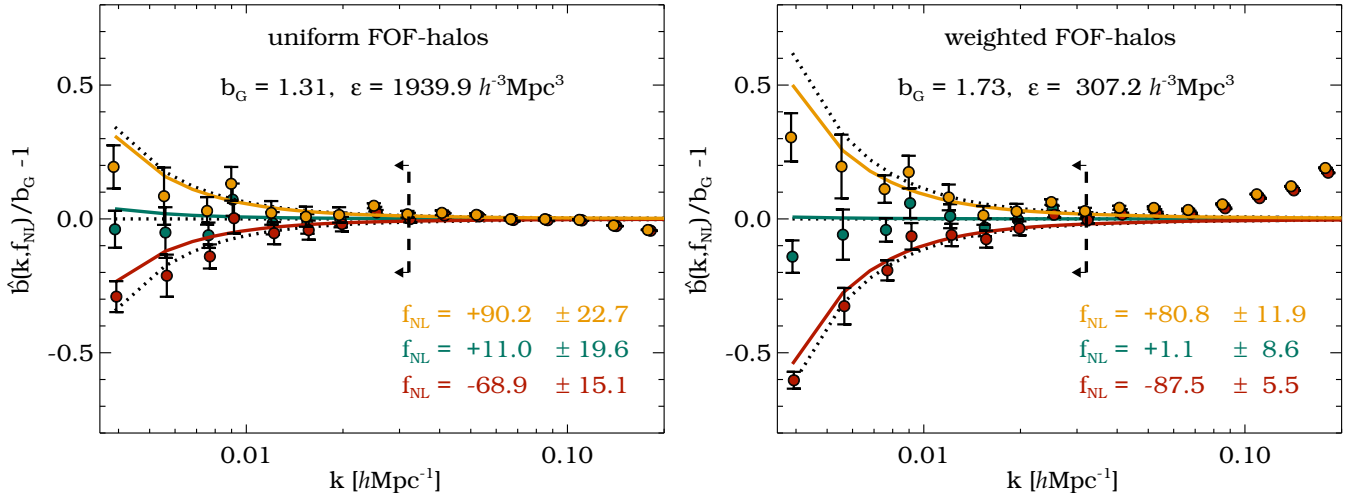 uniform FOF-halos
b_G = 1.31, ε = 1939.9 h⁻³Mpc³
0.5
0.0
-0.5
b̂(k,f_NL)/b_G -1
f_NL = +90.2 ± 22.7
f_NL = +11.0 ± 19.6
f_NL = -68.9 ± 15.1
0.01
0.10
k [hMpc⁻¹]
weighted FOF-halos
b_G = 1.73, ε = 307.2 h⁻³Mpc³
0.5
0.0
-0.5
b̂(k,f_NL)/b_G -1
f_NL = +80.8 ± 11.9
f_NL = +1.1 ± 8.6
f_NL = -87.5 ± 5.5
0.01
0.10
k [hMpc⁻¹]